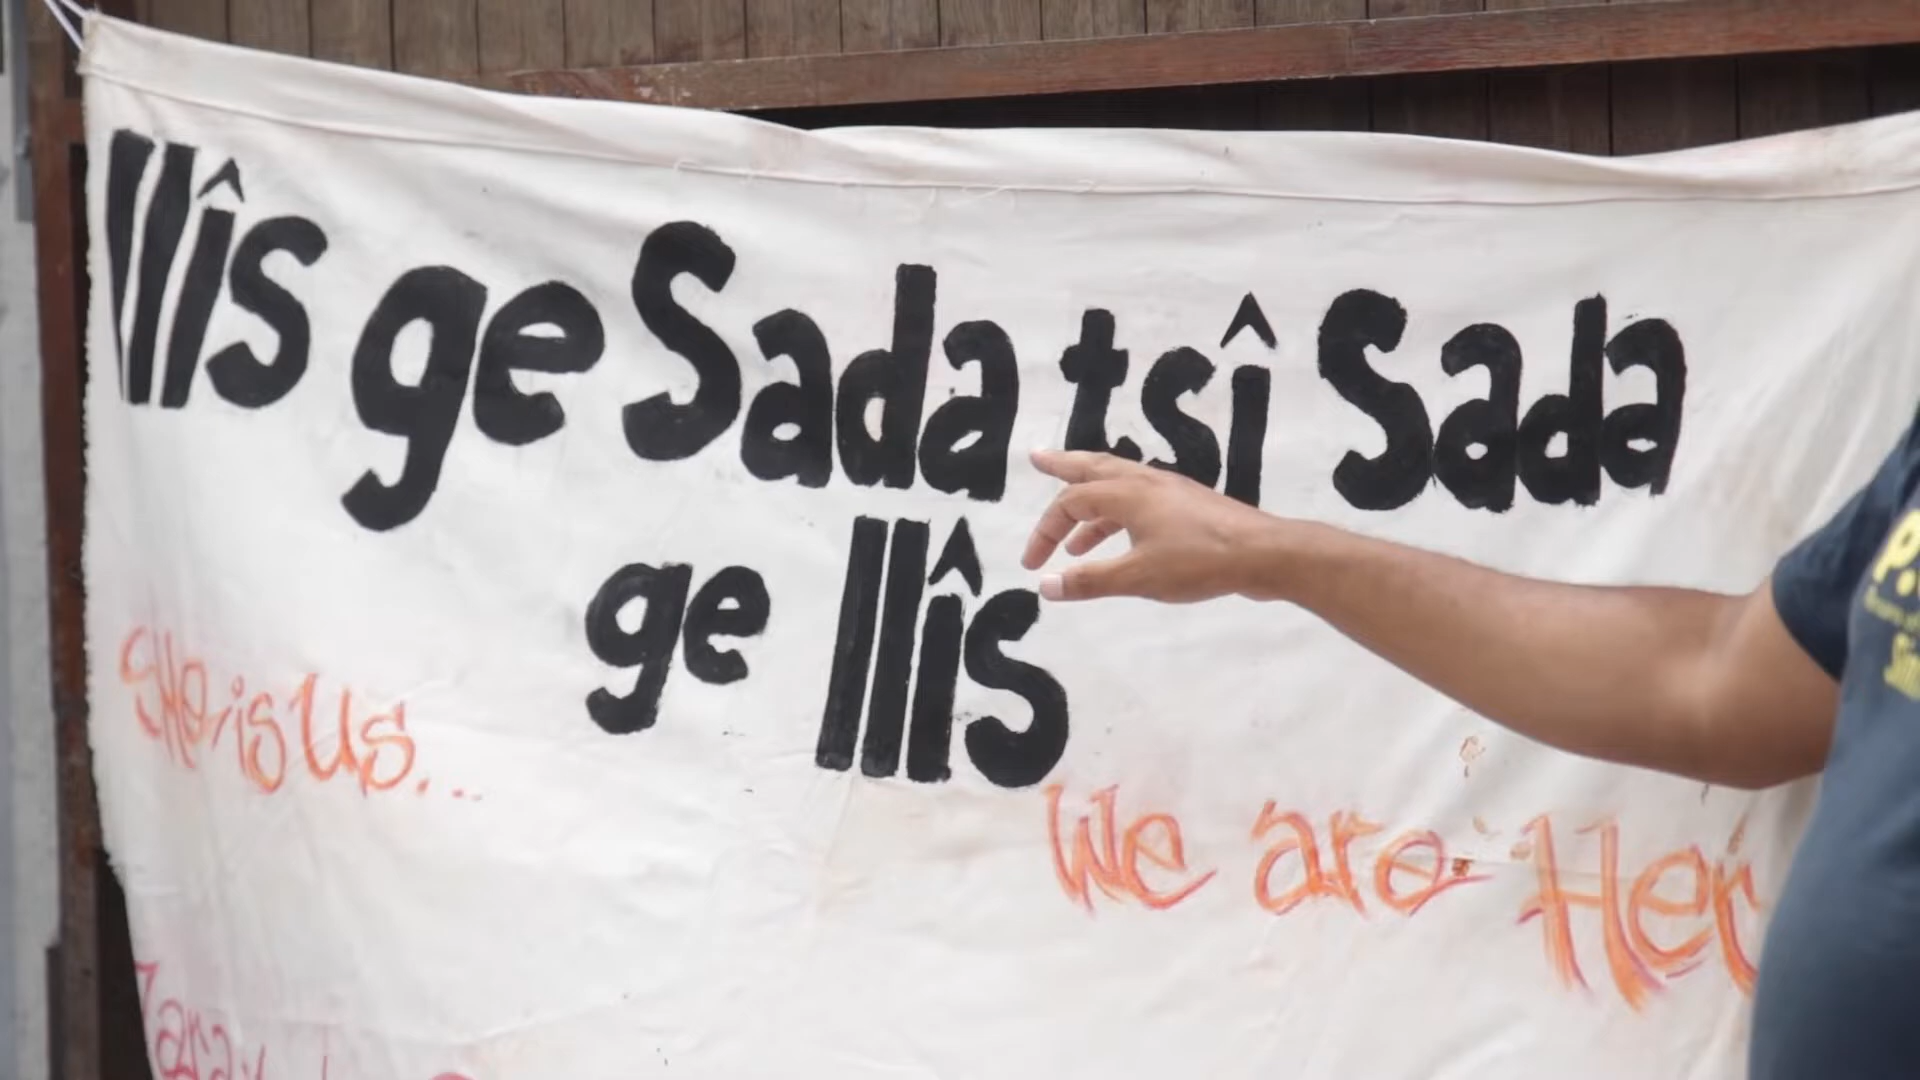 ǁîs ge Sada tsî Sada
ge ǁîs
SHe is us...
We are Her